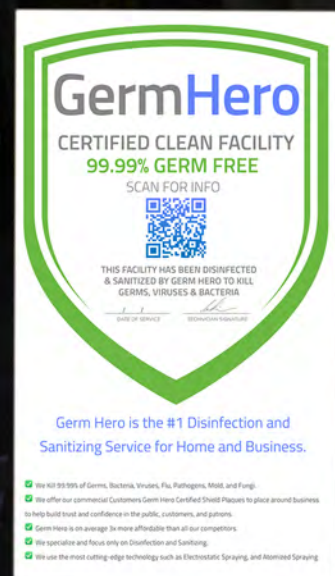 GermHero
CERTIFIED CLEAN FACILITY
99.99% GERM FREE
SCAN FOR INFO
THIS FACILITY HAS BEEN DISINFECTED
& SANITIZED BY GERM HERO TO KILL
GERMS, VIRUSES & BACTERIA
DATE OF SERVICE
TECHNICIAN SIGNATURE
Germ Hero is the #1 Disinfection and
Sanitizing Service for Home and Business.
We Kill 99.99% of Germs, Bacteria, Viruses, Flu, Pathogens, Mold, and Fungi.
We offer our commercial Customers Germ Hero Certified Shield Plaques to place around business
to help build trust and confidence in the public, customers, and patrons.
Germ Hero is on average 3x more affordable than all our competitors.
We specialize and focus only on Disinfection and Sanitizing.
We use the most cutting-edge technology such as Electrostatic Spraying, and Atomized Spraying